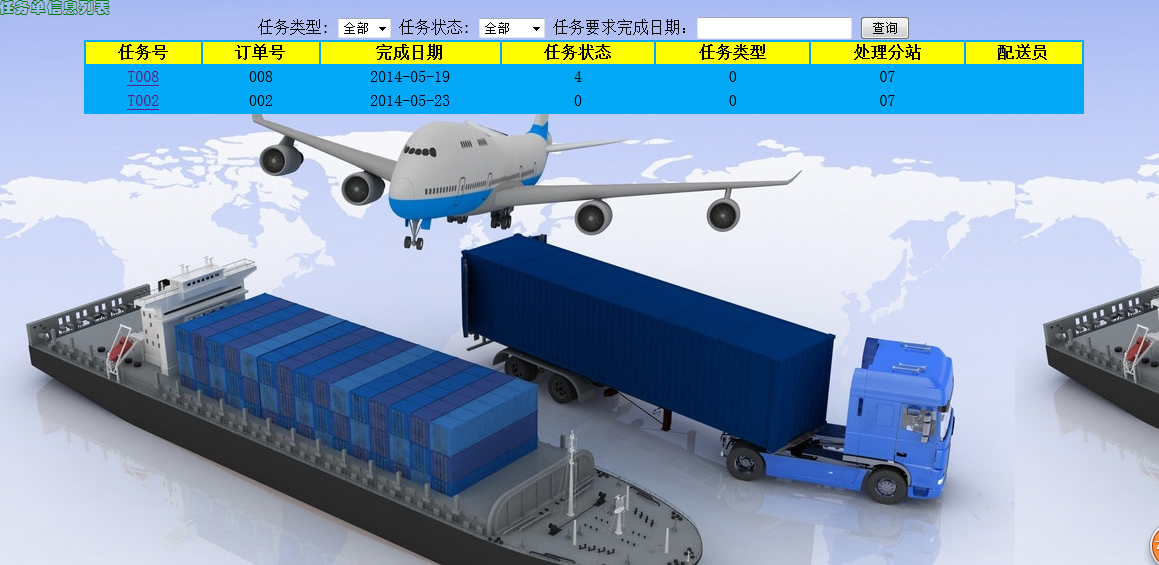 任务单信息列表
任务类型： 全部 任务状态： 全部 任务要求完成日期： 查询
任务号 订单号 完成日期 任务状态 任务类型 处理分站 配送员
T008 008 2014-05-19 4 0 07
T002 002 2014-05-23 0 0 07